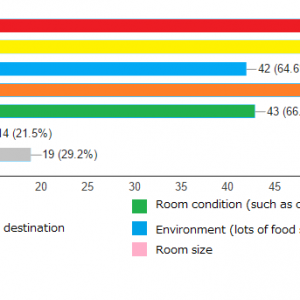 42 (64.6
43 (66.
14 (21.5%)
19 (29.2%)
20 25 30 35 40 45
Room condition (such as c
destination
Environment (lots of food s
Room size